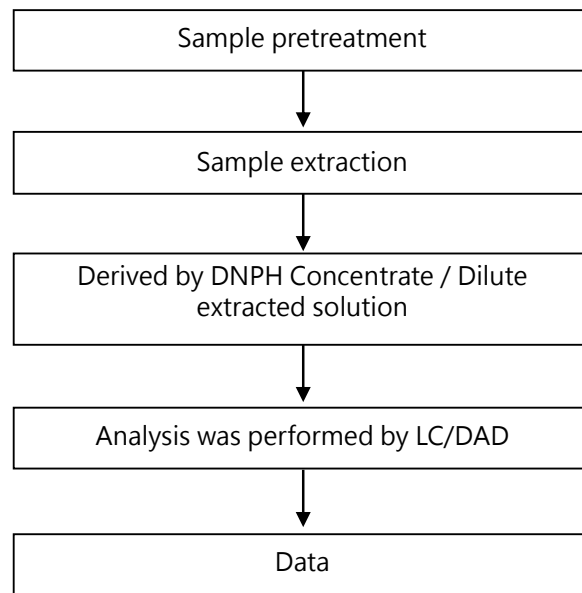 Sample pretreatment
Sample extraction
Derived by DNPH Concentrate / Dilute
extracted solution
Analysis was performed by LC/DAD
Data